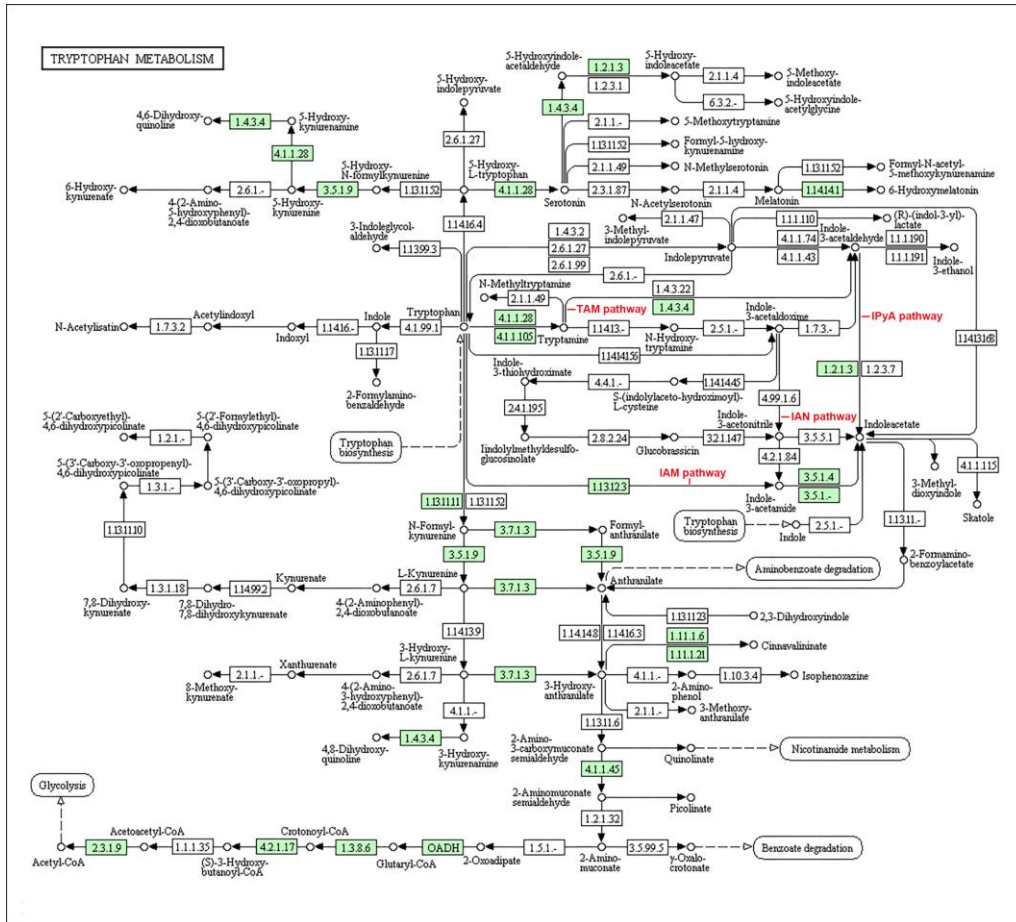 TRYPTOPHAN METABOLISM
5-Hydroxyindole-
acetaldehyde
1.2.1.3
1.2.3.1
5-Hydroxy-
indoleacetate
2.1.1.4
5-Methoxy-
indoleacetate
6.3.2.-
5-Hydroxyindole-
acetylglycine
5-Hydroxy-
indolepyruvate
1.4.3.4
4,6-Dihydroxy-
quinoline
1.4.3.4
5-Hydroxy-
kynurenamine
2.6.1.27
2.1.1.-
5-Methoxytryptamine
1.13.11.52
Formyl-5-hydroxy-
kynurenamine
4.1.1.28
5-Hydroxy-
N-formylkynurenine
5-Hydroxy-
L-tryptophan
2.1.1.49
N-Methylserotonin
1.13.11.52
Formyl-N-acetyl-
5-methoxykynurenamine
6-Hydroxy-
kynurenate
2.6.1.-
3.5.1.9
1.13.11.52
4.1.1.28
2.3.1.87
2.1.1.4
1.14.14.1
6-Hydroxymelatonin
4-(2-Amino-
5-hydroxyphenyl)-
2,4-dioxobutanoate
5-Hydroxy-
kynurenine
Serotonin
N-Acetylserotonin
Melatonin
1.14.16.4
3-Indoleglycol-
aldehyde
1.13.99.3
3-Methyl-
indolepyruvate
2.1.1.47
1.1.1.110
(R)-(indol-3-yl)-
lactate
1.4.3.2
2.6.1.27
2.6.1.99
Indolepyruvate
4.1.1.74
4.1.1.43
Indole-
3-acetaldehyde
1.1.1.190
1.1.1.191
Indole-
3-ethanol
2.6.1.-
N-Methyltryptamine
2.1.1.49
1.4.3.22
1.4.3.4
TAM pathway
IPyA pathway
N-Acetylisatin
1.7.3.2
Acetylindoxyl
Indoxyl
1.14.16.-
Indole
4.1.99.1
Tryptophan
4.1.1.28
4.1.1.105
Tryptamine
1.14.13.-
N-Hydroxy-
tryptamine
2.5.1.-
Indole-
3-acetaldoxime
1.7.3.-
1.14.13.168
1.13.11.17
2-Formylamino-
benzaldehyde
1.14.14.156
Indole-
3-thiohydroximate
4.4.1.-
1.14.14.45
S-(indolylaceto-hydroximoyl)-
L-cysteine
1.2.1.3
1.2.3.7
4.99.1.6
5-(2'-Carboxyethyl)-
4,6-dihydroxypicolinate
5-(2'-Formylethyl)-
4,6-dihydroxypicolinate
1.2.1.-
2.4.1.195
IAN pathway
Tryptophan
biosynthesis
Iindolylmethyldesulfo-
glucosinolate
2.8.2.24
Glucobrassicin
3.2.1.147
Indole-
3-acetonitrile
3.5.5.1
Indoleacetate
4.2.1.84
4.1.1.115
5-(3'-Carboxy-3'-oxopropenyl)-
4,6-dihydroxypicolinate
1.3.1.-
5-(3'-Carboxy-3'-oxopropyl)-
4,6-dihydroxypicolinate
IAM pathway
1.13.12.3
Indole-
3-acetamide
3.5.1.4
3.5.1.-
3-Methyl-
dioxyindole
Skatole
1.13.11.10
1.13.11.11
1.13.11.52
Tryptophan
biosynthesis
Indole
2.5.1.-
1.13.11.-
N-Formyl-
kynurenine
3.7.1.3
Formyl-
anthranilate
3.5.1.9
3.5.1.9
2-Formamino-
benzoylacetate
Aminobenzoate degradation
7,8-Dihydroxy-
kynurenate
1.3.1.18
7,8-Dihydro-
7,8-dihydroxykynurenate
1.14.99.2
Kynurenate
4-(2-Aminophenyl)-
2,4-dioxobutanoate
2.6.1.7
L-Kynurenine
3.7.1.3
Anthranilate
1.14.13.9
1.14.14.8
1.14.16.3
1.13.11.23
2,3-Dihydroxyindole
1.11.1.6
1.11.1.21
Cinnavalininate
8-Methoxy-
kynurenate
2.1.1.-
Xanthurenate
4-(2-Amino-
3-hydroxyphenyl)-
2,4-dioxobutanoate
2.6.1.7
3-Hydroxy-
L-kynurenine
3.7.1.3
3-Hydroxy-
anthranilate
4.1.1.-
2-Amino-
phenol
1.10.3.4
Isophenoxazine
2.1.1.-
3-Methoxy-
anthranilate
4.1.1.-
4,8-Dihydroxy-
quinoline
1.4.3.4
3-Hydroxy-
kynurenamine
1.13.11.6
2-Amino-
3-carboxymuconate
semialdehyde
Quinolinate
Nicotinamide metabolism
4.1.1.45
2-Aminomuconate
semialdehyde
Picolinate
1.2.1.32
Glycolysis
Acetyl-CoA
2.3.1.9
Acetoacetyl-CoA
1.1.1.35
(S)-3-Hydroxy-
butanoyl-CoA
4.2.1.17
Crotonoyl-CoA
1.3.8.6
Glutaryl-CoA
OADH
2-Oxoadipate
1.5.1.-
2-Amino-
muconate
3.5.99.5
γ-Oxalo-
crotonate
Benzoate degradation